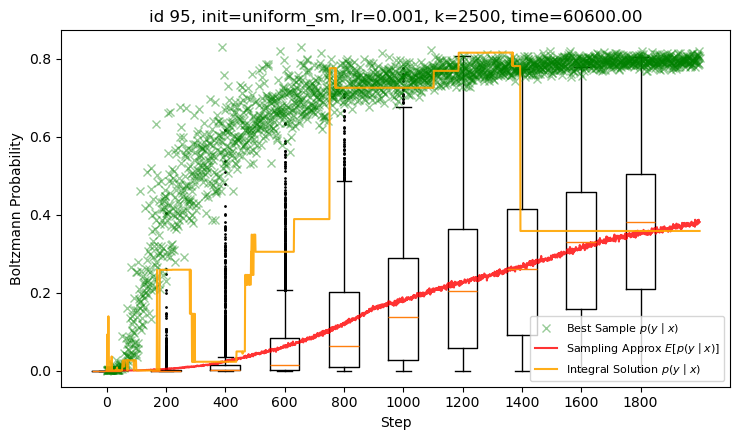 id 95, init=uniform_sm, lr=0.001, k=2500, time=60600.00
Boltzmann Probability
0.8
0.6
0.4
0.2
0.0
0 200 400 600 800 1000 1200 1400 1600 1800
Step
Best Sample p(y | x)
Sampling Approx E[p(y | x)]
Integral Solution p(y | x)